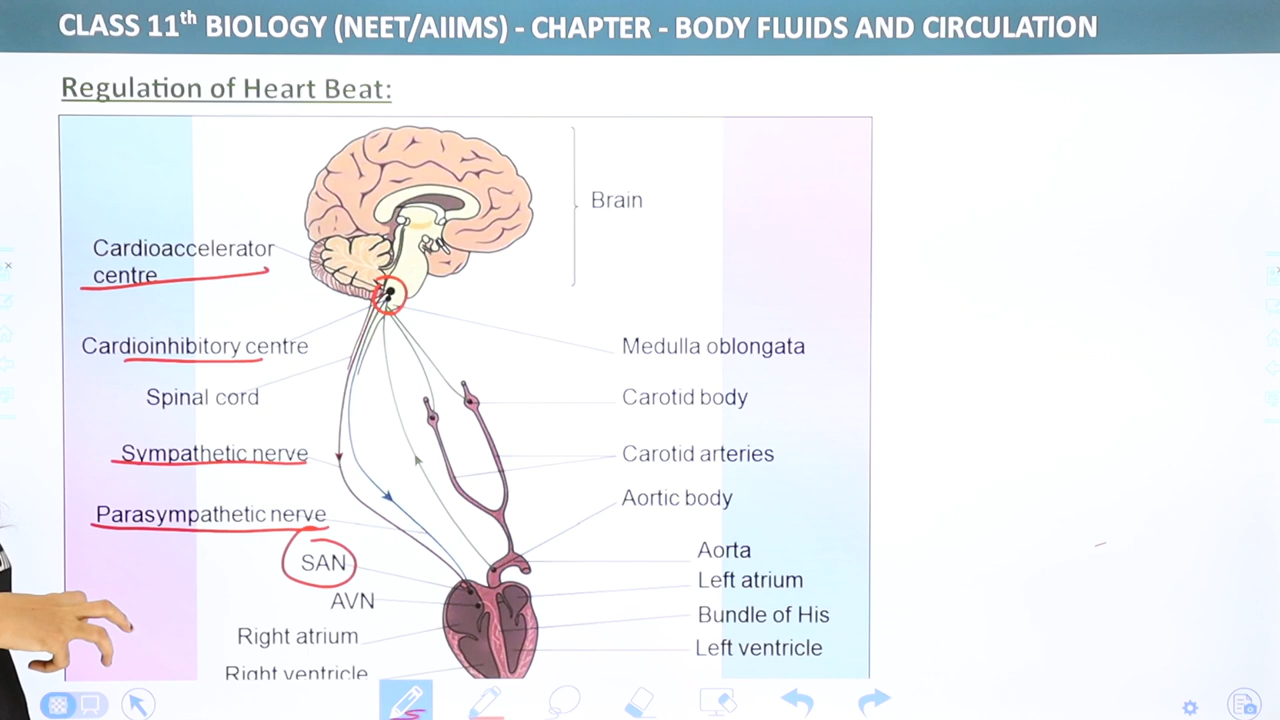 CLASS 11th BIOLOGY (NEET/AIIMS) - CHAPTER - BODY FLUIDS AND CIRCULATION
Regulation of Heart Beat:
Brain
Cardioaccelerator
centre
Cardioinhibitory centre
Spinal cord
Sympathetic nerve
Parasympathetic nerve
SAN
AVN
Right atrium
Right ventricle
Medulla oblongata
Carotid body
Carotid arteries
Aortic body
Aorta
Left atrium
Bundle of His
Left ventricle